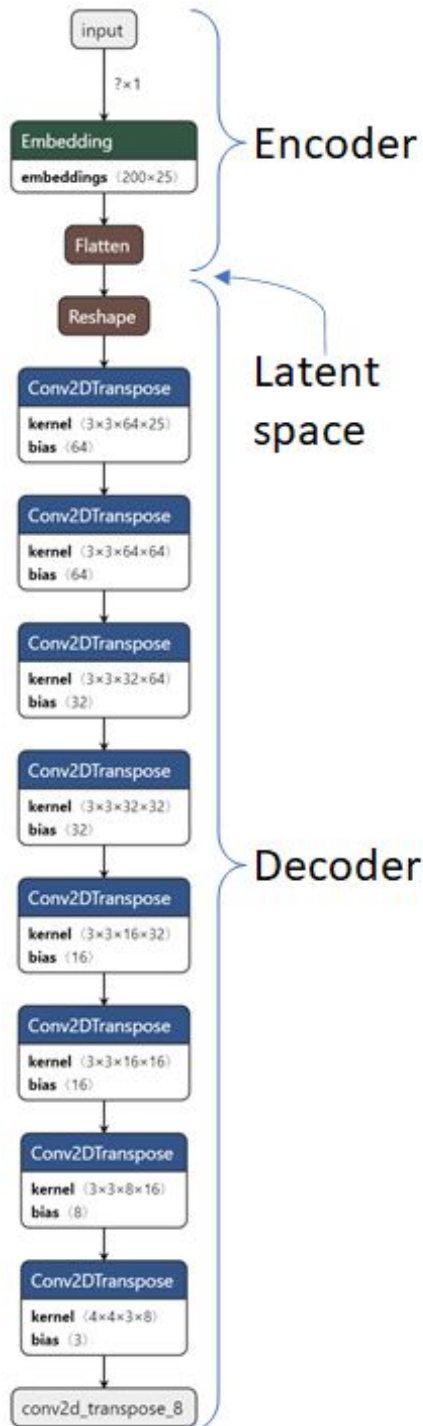 input
?×1
Encoder
Embedding
embeddings ⟨200×25⟩
Flatten
Reshape
Latent
space
Conv2DTranspose
kernel ⟨3×3×64×25⟩
bias ⟨64⟩
Conv2DTranspose
kernel ⟨3×3×64×64⟩
bias ⟨64⟩
Conv2DTranspose
kernel ⟨3×3×32×64⟩
bias ⟨32⟩
Conv2DTranspose
kernel ⟨3×3×32×32⟩
bias ⟨32⟩
Decoder
Conv2DTranspose
kernel ⟨3×3×16×32⟩
bias ⟨16⟩
Conv2DTranspose
kernel ⟨3×3×16×16⟩
bias ⟨16⟩
Conv2DTranspose
kernel ⟨3×3×8×16⟩
bias ⟨8⟩
Conv2DTranspose
kernel ⟨4×4×3×8⟩
bias ⟨3⟩
conv2d_transpose_8